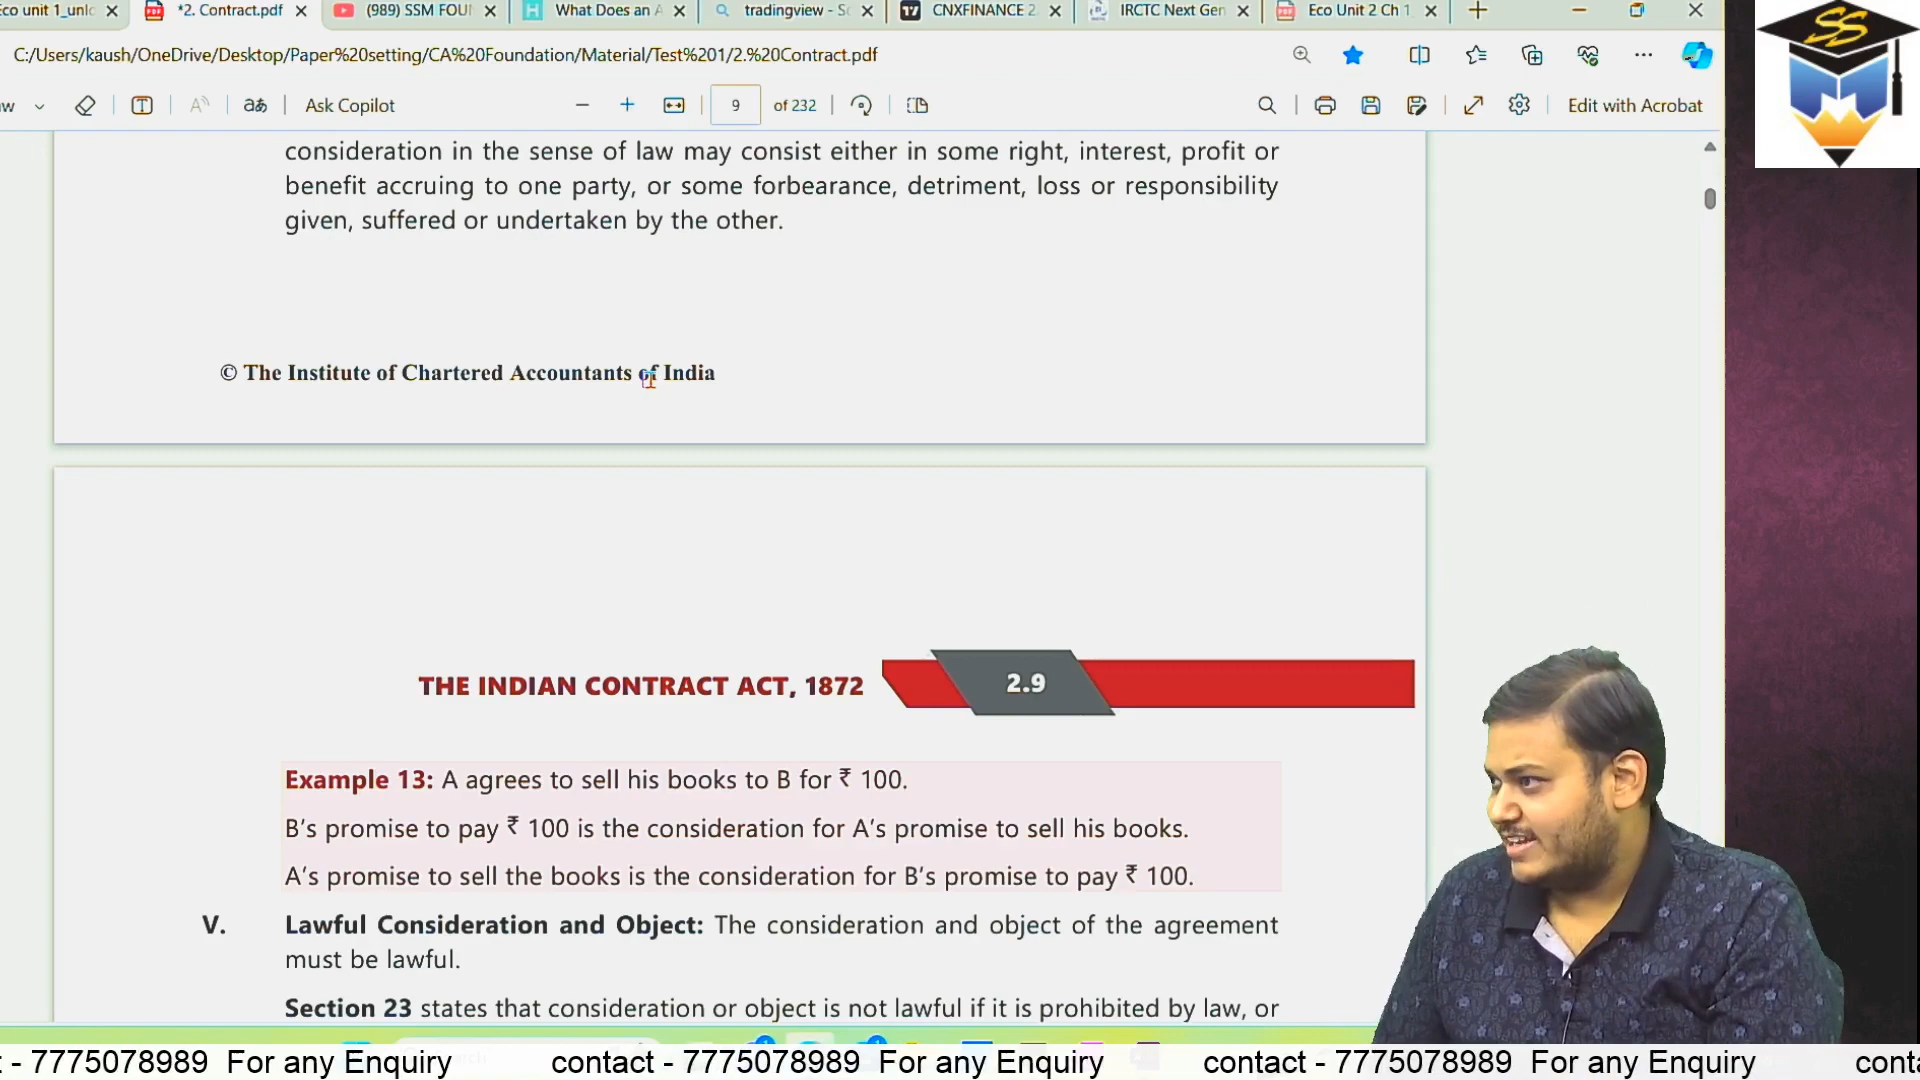 co unit 1_unlo
*2. Contract.pdf
(989) SSM FOUN
What Does an A
tradingview - Se
CNXFINANCE 2
IRCTC Next Gen
Eco Unit 2 Ch 1
C:/Users/kaush/OneDrive/Desktop/Paper%20setting/CA%20Foundation/Material/Test%201/2.%20Contract.pdf
Ask Copilot
9 of 232
Edit with Acrobat
SS
consideration in the sense of law may consist either in some right, interest, profit or
benefit accruing to one party, or some forbearance, detriment, loss or responsibility
given, suffered or undertaken by the other.
© The Institute of Chartered Accountants of India
THE INDIAN CONTRACT ACT, 1872
2.9
Example 13: A agrees to sell his books to B for ₹ 100.
B's promise to pay ₹ 100 is the consideration for A's promise to sell his books.
A's promise to sell the books is the consideration for B's promise to pay ₹ 100.
V. Lawful Consideration and Object: The consideration and object of the agreement
must be lawful.
Section 23 states that consideration or object is not lawful if it is prohibited by law, or
- 7775078989 For any Enquiry contact - 7775078989 For any Enquiry contact - 7775078989 For any Enquiry conta